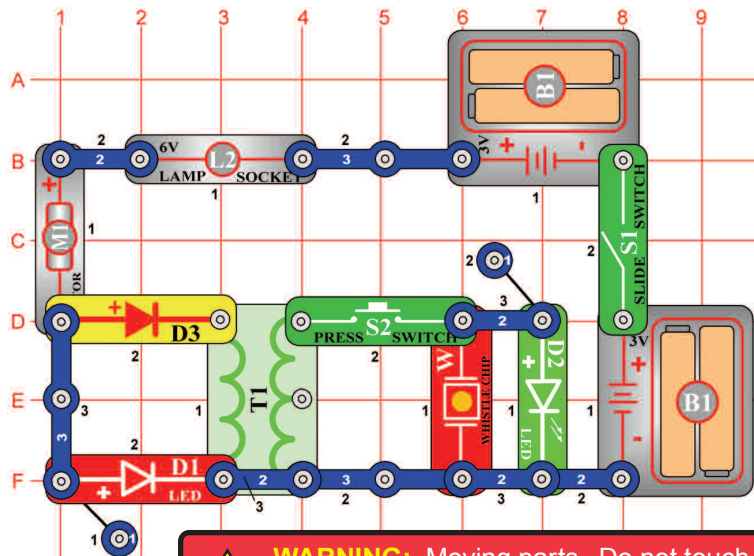 1 2 3 4 5 6 7 8 9
A
B1
2 2
B 2 6V L2 3 3V + -
LAMP SOCKET
1 1
+
C M1 1 2 S1 SLIDE SWITCH
2 1
3
D + D3 S2 2 3V
PRESS SWITCH
2 2 +
E 3 1 T1 1 W WHISTLE CHIP 1 D2 + LED 1 B1
3 2 -
F D1 2 3 2 2
+ LED 3 2 3 2
1 1
WARNING: Moving parts. Do not touch